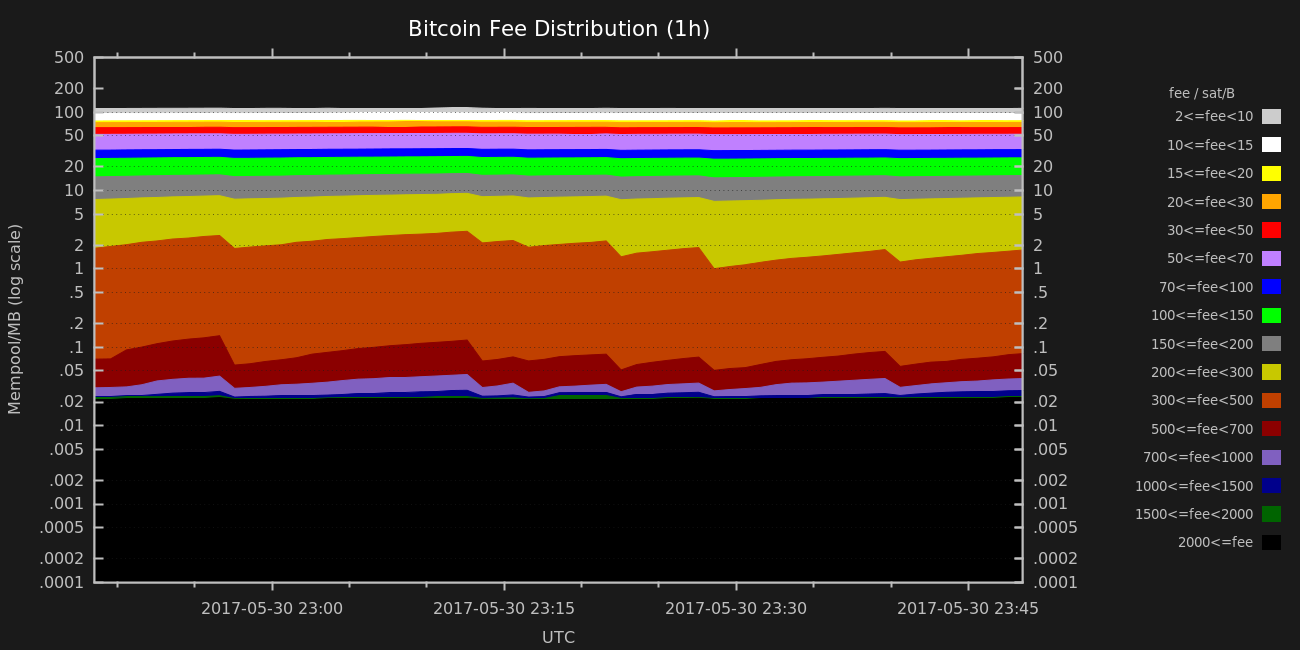 Bitcoin Fee Distribution (1h)
500
200
100
50
20
10
5
2
1
.5
.2
.1
.05
.02
.01
.005
.002
.001
.0005
.0002
.0001
Mempool/MB (log scale)
500
200
100
50
20
10
5
2
1
.5
.2
.1
.05
.02
.01
.005
.002
.001
.0005
.0002
.0001
2017-05-30 23:00
2017-05-30 23:15
2017-05-30 23:30
2017-05-30 23:45
UTC
fee / sat/B
2<=fee<10
10<=fee<15
15<=fee<20
20<=fee<30
30<=fee<50
50<=fee<70
70<=fee<100
100<=fee<150
150<=fee<200
200<=fee<300
300<=fee<500
500<=fee<700
700<=fee<1000
1000<=fee<1500
1500<=fee<2000
2000<=fee